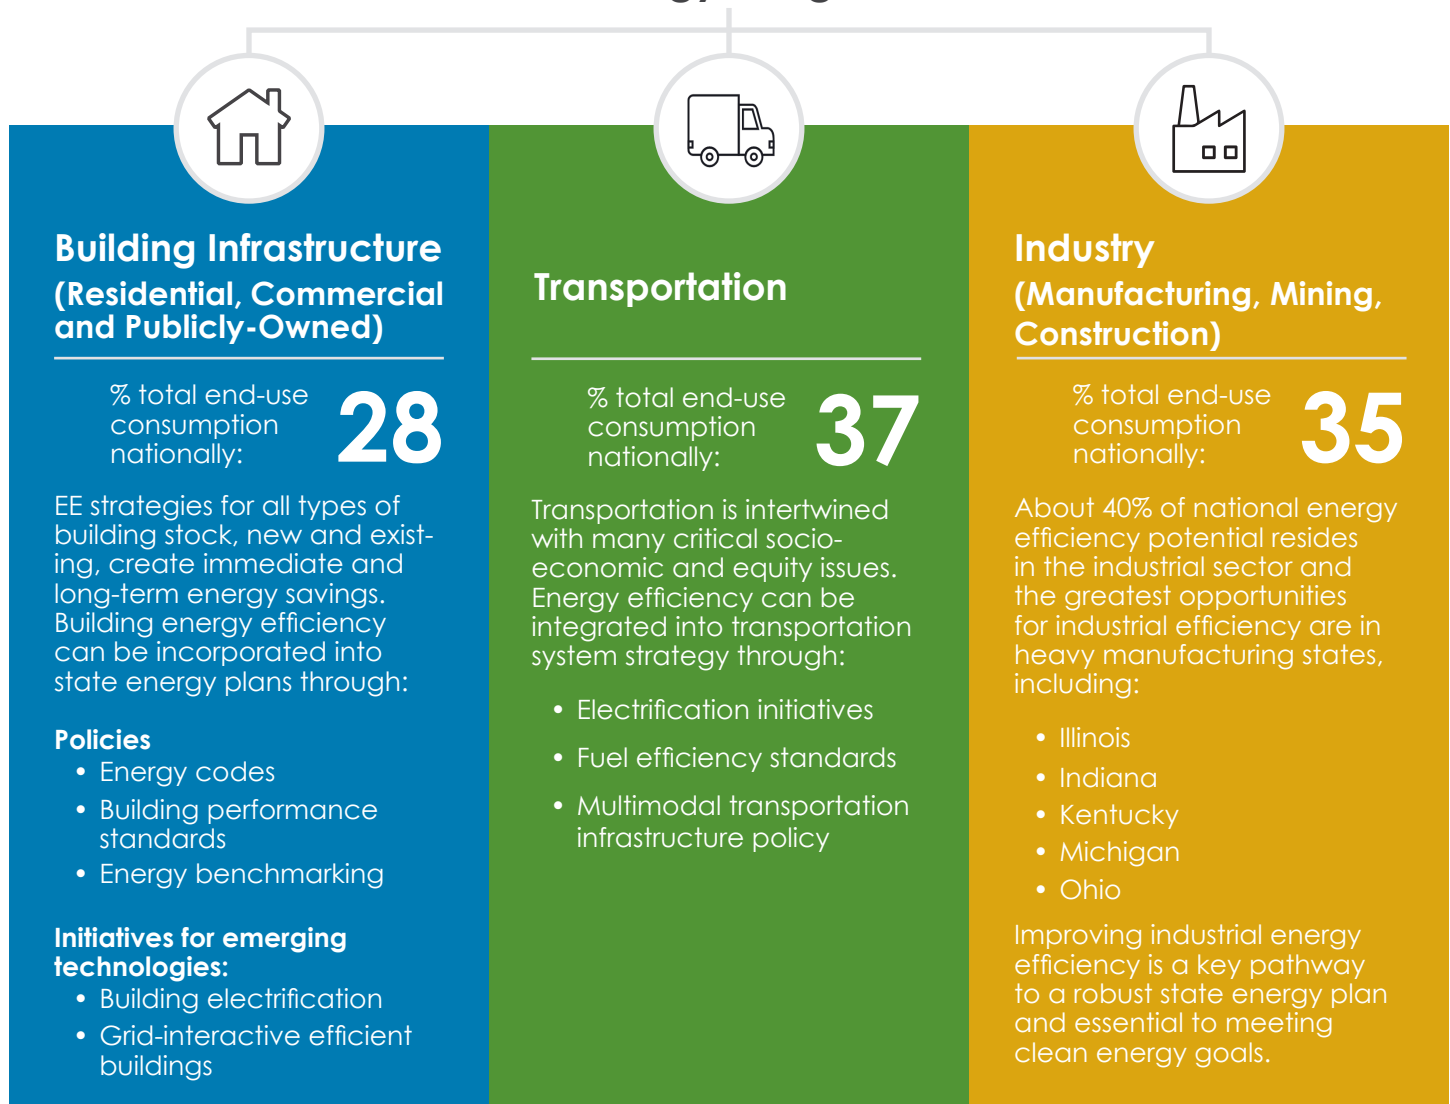 Building Infrastructure
(Residential, Commercial
and Publicly-Owned)
% total end-use
consumption
nationally:
28
EE strategies for all types of
building stock, new and exist-
ing, create immediate and
long-term energy savings.
Building energy efficiency
can be incorporated into
state energy plans through:
Policies
• Energy codes
• Building performance
standards
• Energy benchmarking
Initiatives for emerging
technologies:
• Building electrification
• Grid-interactive efficient
buildings
Transportation
% total end-use
consumption
nationally:
37
Transportation is intertwined
with many critical socio-
economic and equity issues.
Energy efficiency can be
integrated into transportation
system strategy through:
• Electrification initiatives
• Fuel efficiency standards
• Multimodal transportation
infrastructure policy
Industry
(Manufacturing, Mining,
Construction)
% total end-use
consumption
nationally:
35
About 40% of national energy
efficiency potential resides
in the industrial sector and
the greatest opportunities
for industrial efficiency are in
heavy manufacturing states,
including:
• Illinois
• Indiana
• Kentucky
• Michigan
• Ohio
Improving industrial energy
efficiency is a key pathway
to a robust state energy plan
and essential to meeting
clean energy goals.